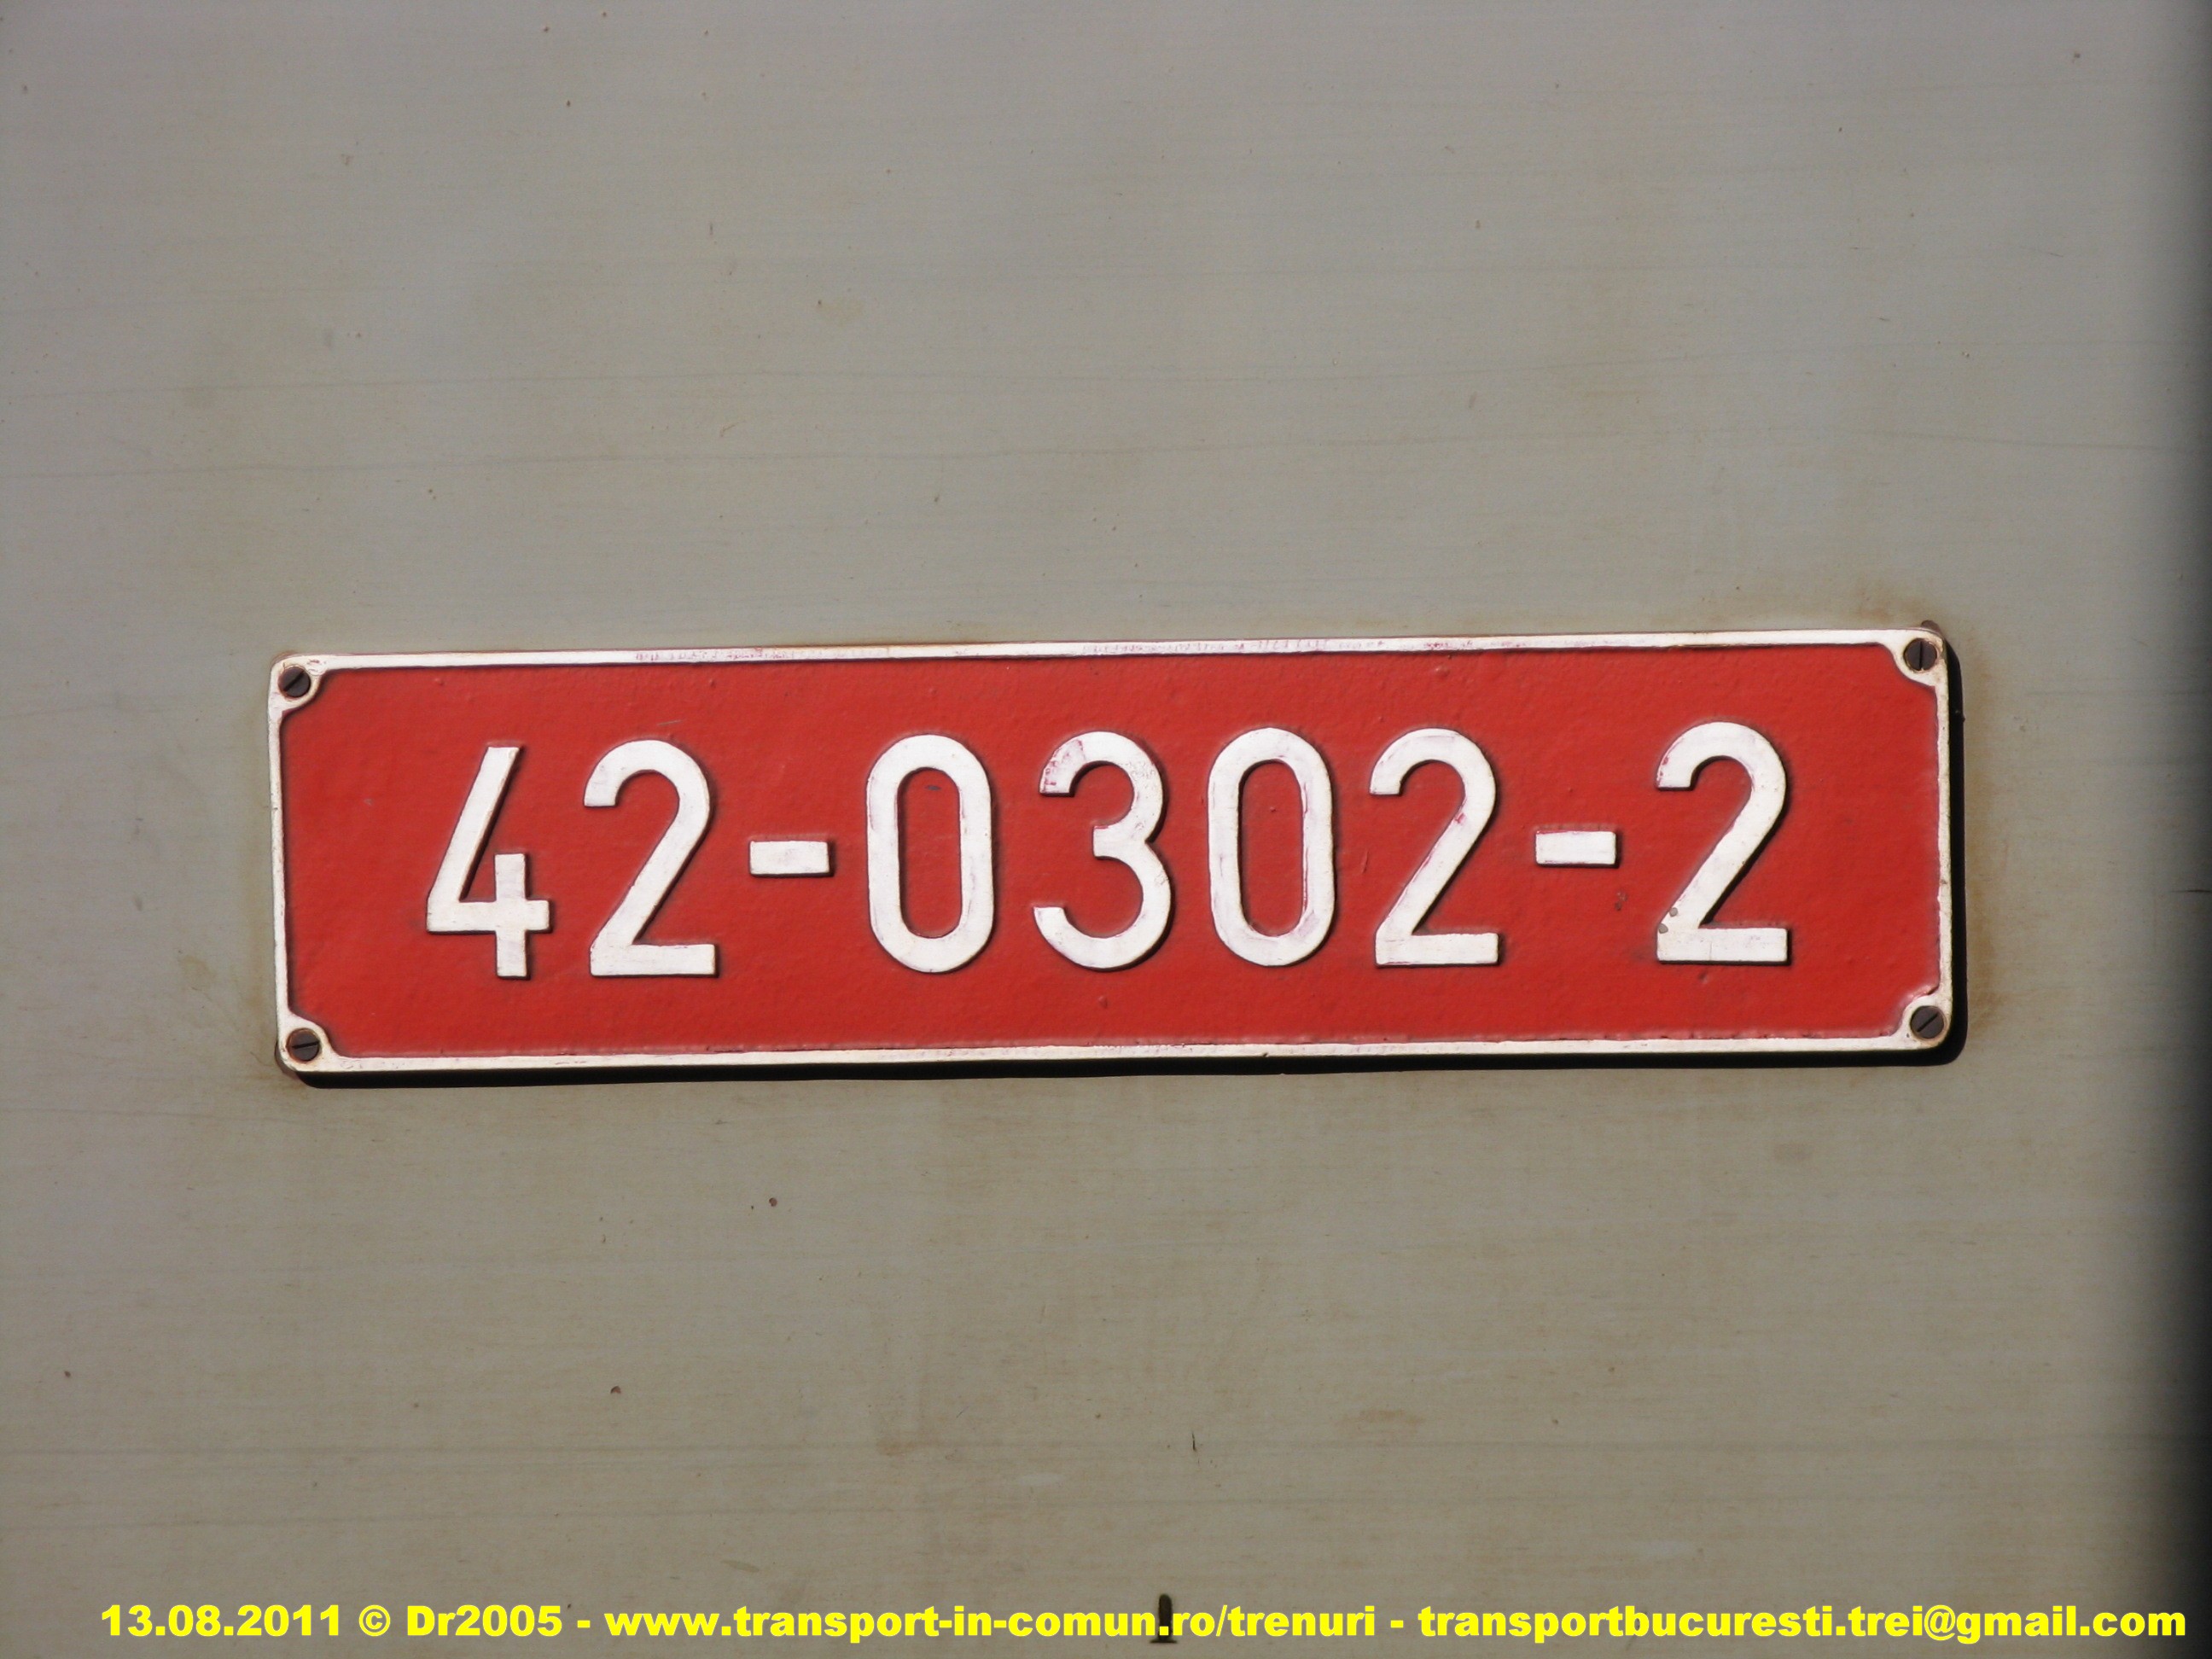 42-0302-2
13.08.2011 © Dr2005 - www.transport-in-comun.ro/trenuri - transportbucuresti.trei@gmail.com